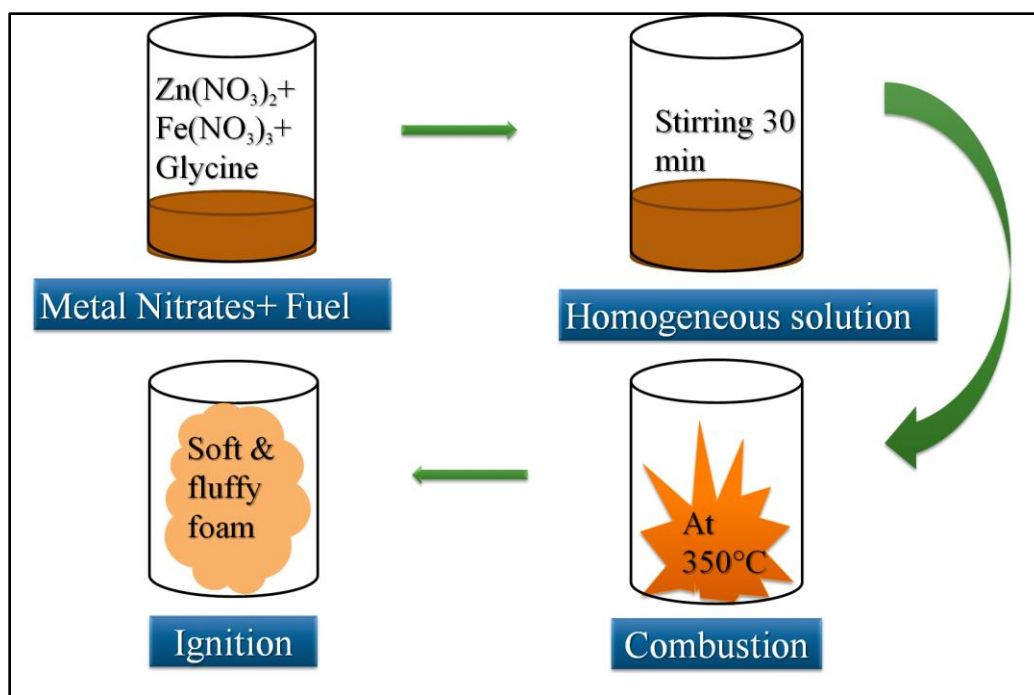 Zn(NO₃)₂+
Fe(NO₃)₃+
Glycine
Metal Nitrates+ Fuel
Stirring 30
min
Homogeneous solution
At
350°C
Combustion
Soft &
fluffy
foam
Ignition